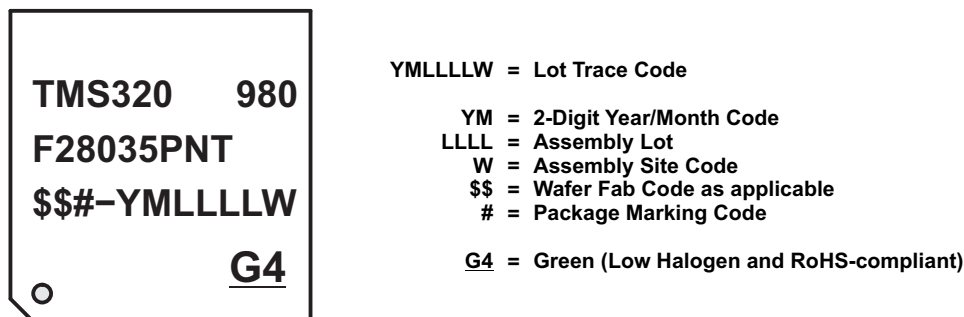 TMS320 980
F28035PNT
$$#−YMLLLLW
G4
YMLLLLW = Lot Trace Code
YM = 2-Digit Year/Month Code
LLLL = Assembly Lot
W = Assembly Site Code
$$ = Wafer Fab Code as applicable
# = Package Marking Code
G4 = Green (Low Halogen and RoHS-compliant)